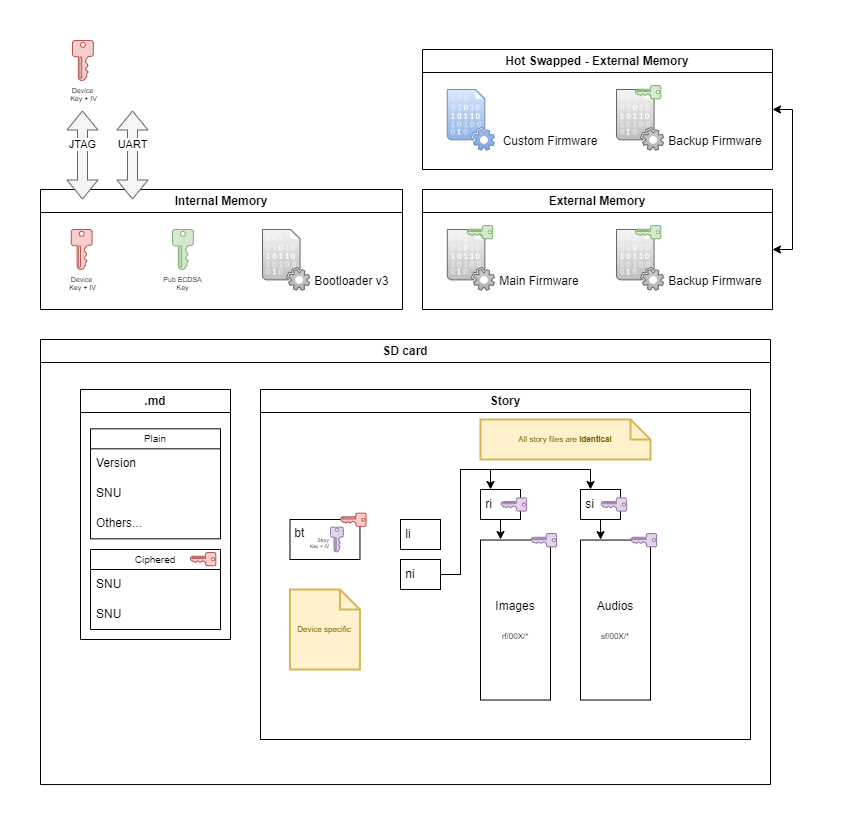 Device
Key + IV
JTAG
UART
Hot Swapped - External Memory
Custom Firmware
Backup Firmware
Internal Memory
Device
Key + IV
Pub ECDSA
Key
Bootloader v3
External Memory
Main Firmware
Backup Firmware
SD card
.md
Plain
Version
SNU
Others...
Ciphered
SNU
SNU
Story
All story files are Identical
bt
Story
Key + IV
li
ni
ri
si
Device specific
Images
rf/00X/*
Audios
sf/00X/*